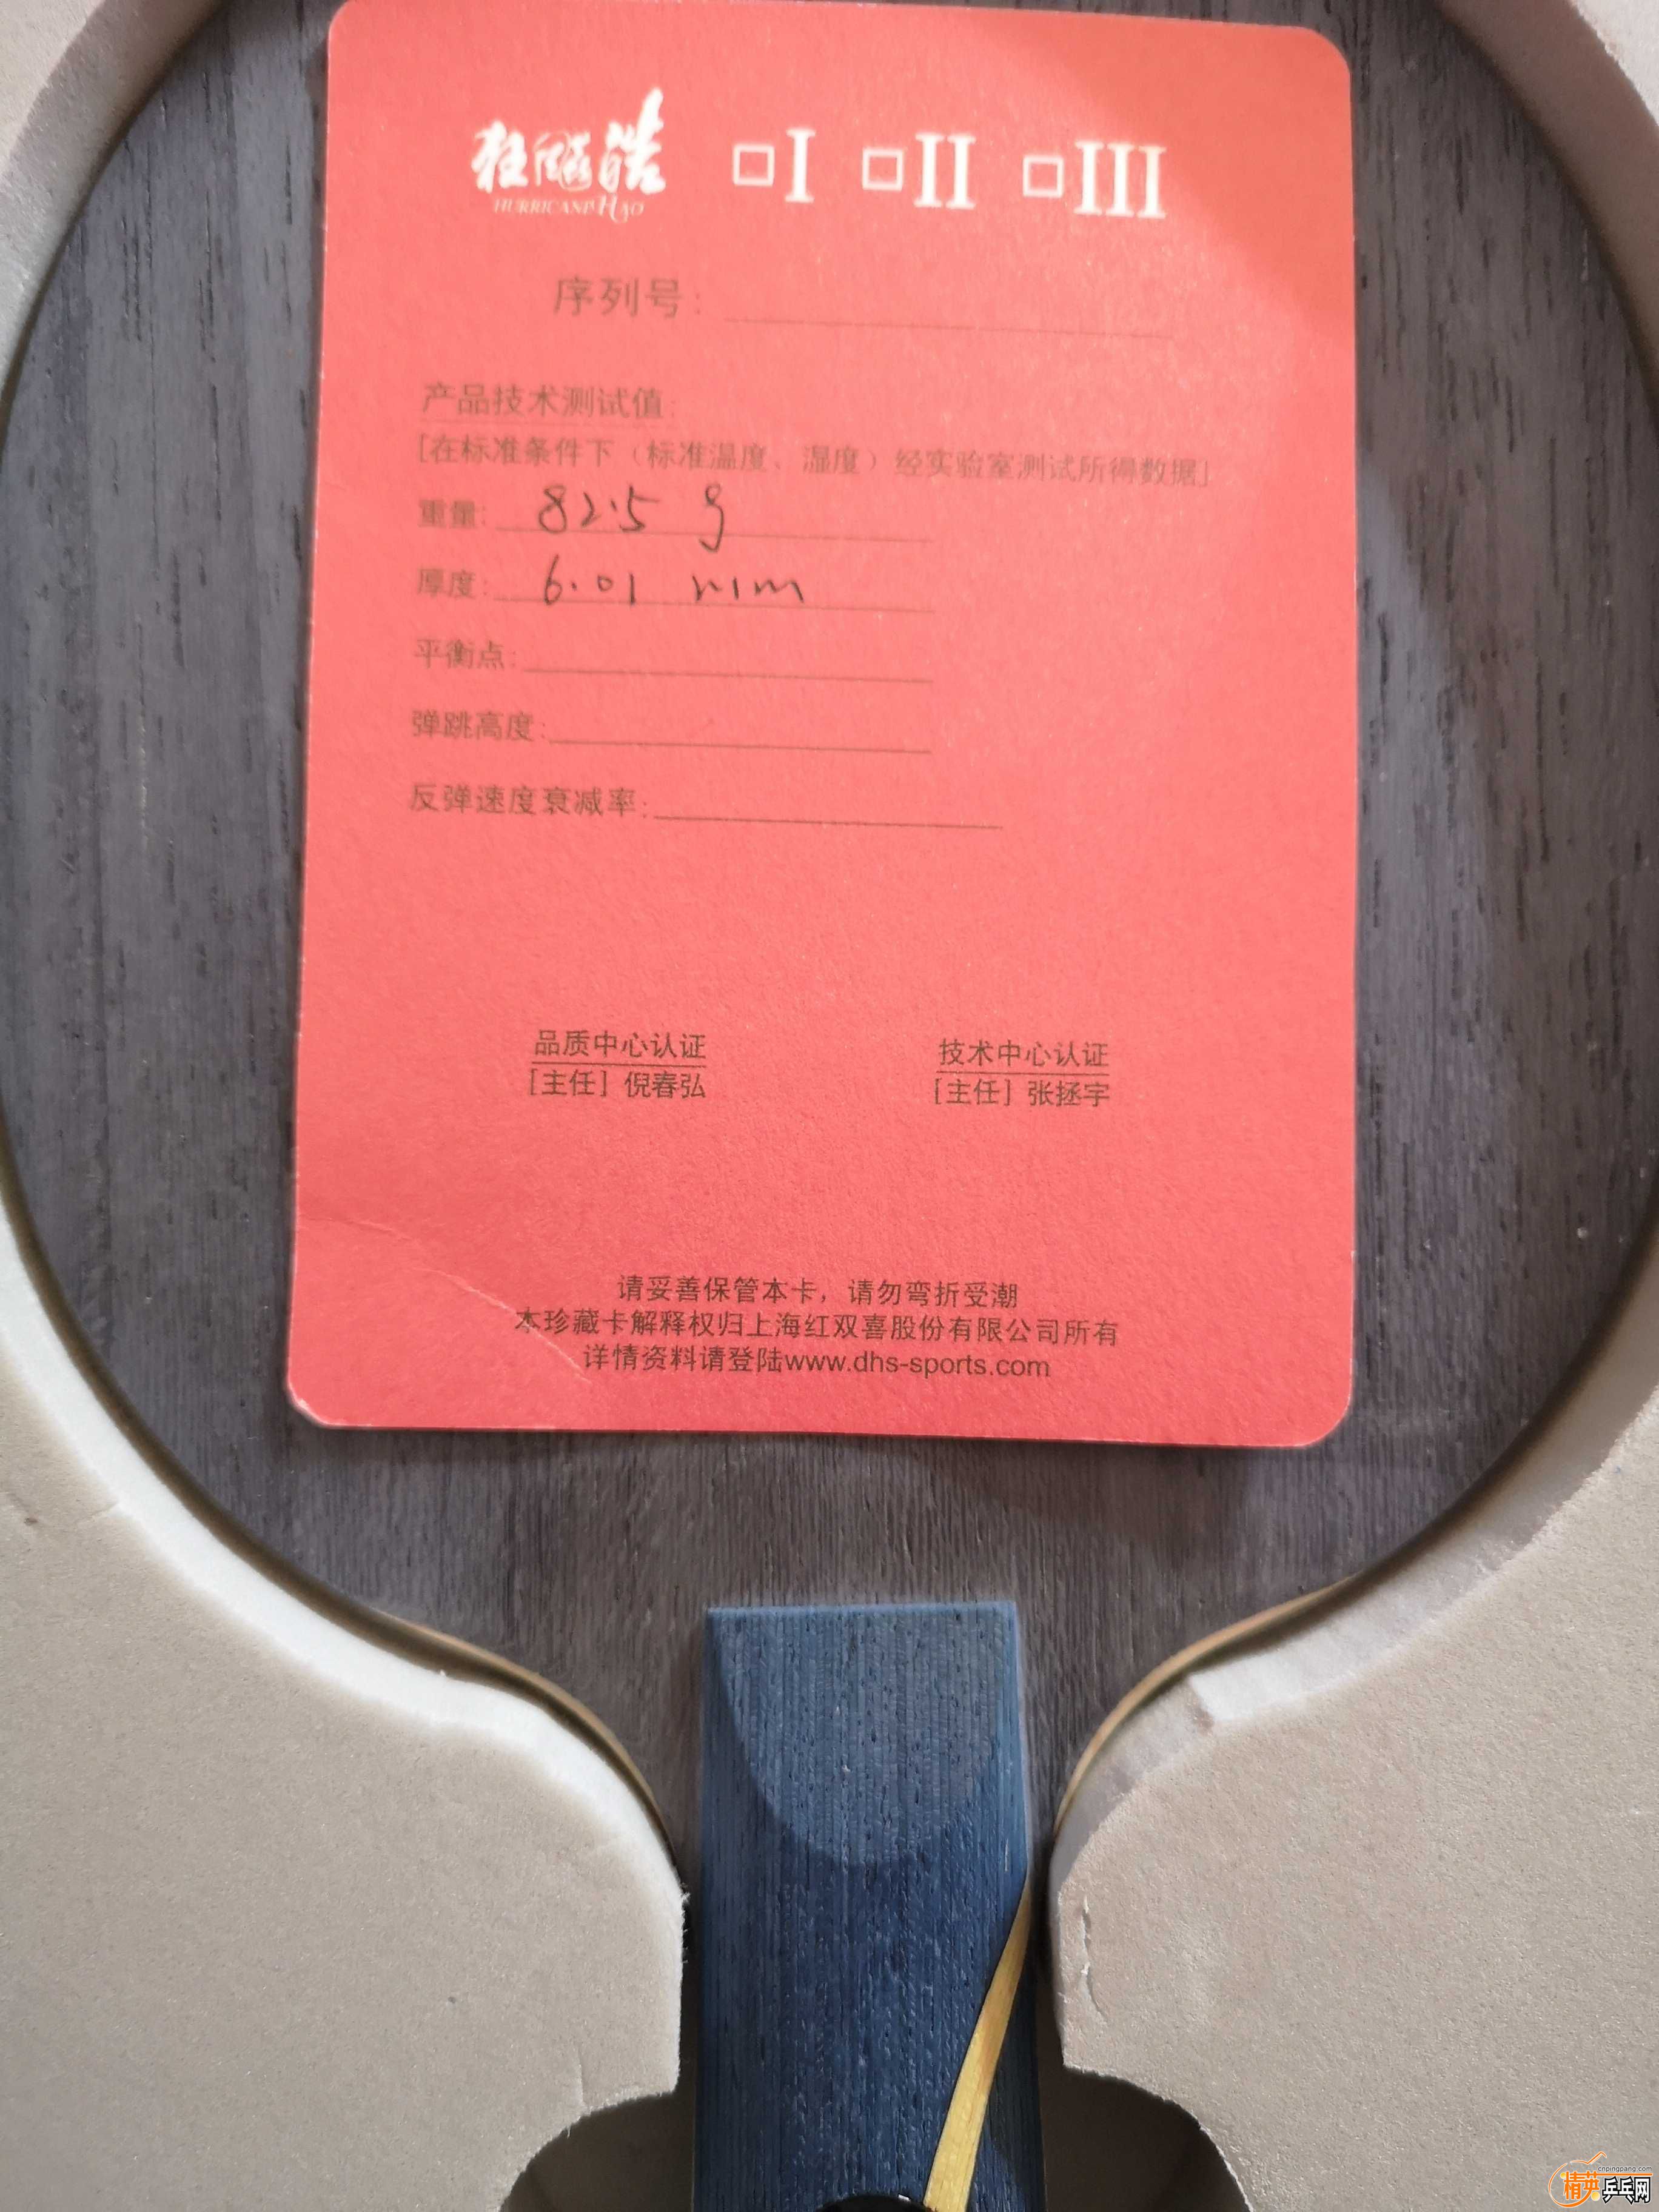 狂飚皓 □I □II □III
HURRICANE HAO
序列号:
产品技术测试值:
[在标准条件下（标准温度、湿度）经实验室测试所得数据]
重量: 82.5 g
厚度: 6.01 mm
平衡点:
弹跳高度:
反弹速度衰减率:
品质中心认证 技术中心认证
[主任] 倪春弘 [主任] 张拯宇
请妥善保管本卡，请勿弯折受潮
本珍藏卡解释权归上海红双喜股份有限公司所有
详情资料请登陆www.dhs-sports.com
cnpingpang.com
精英乒乓网